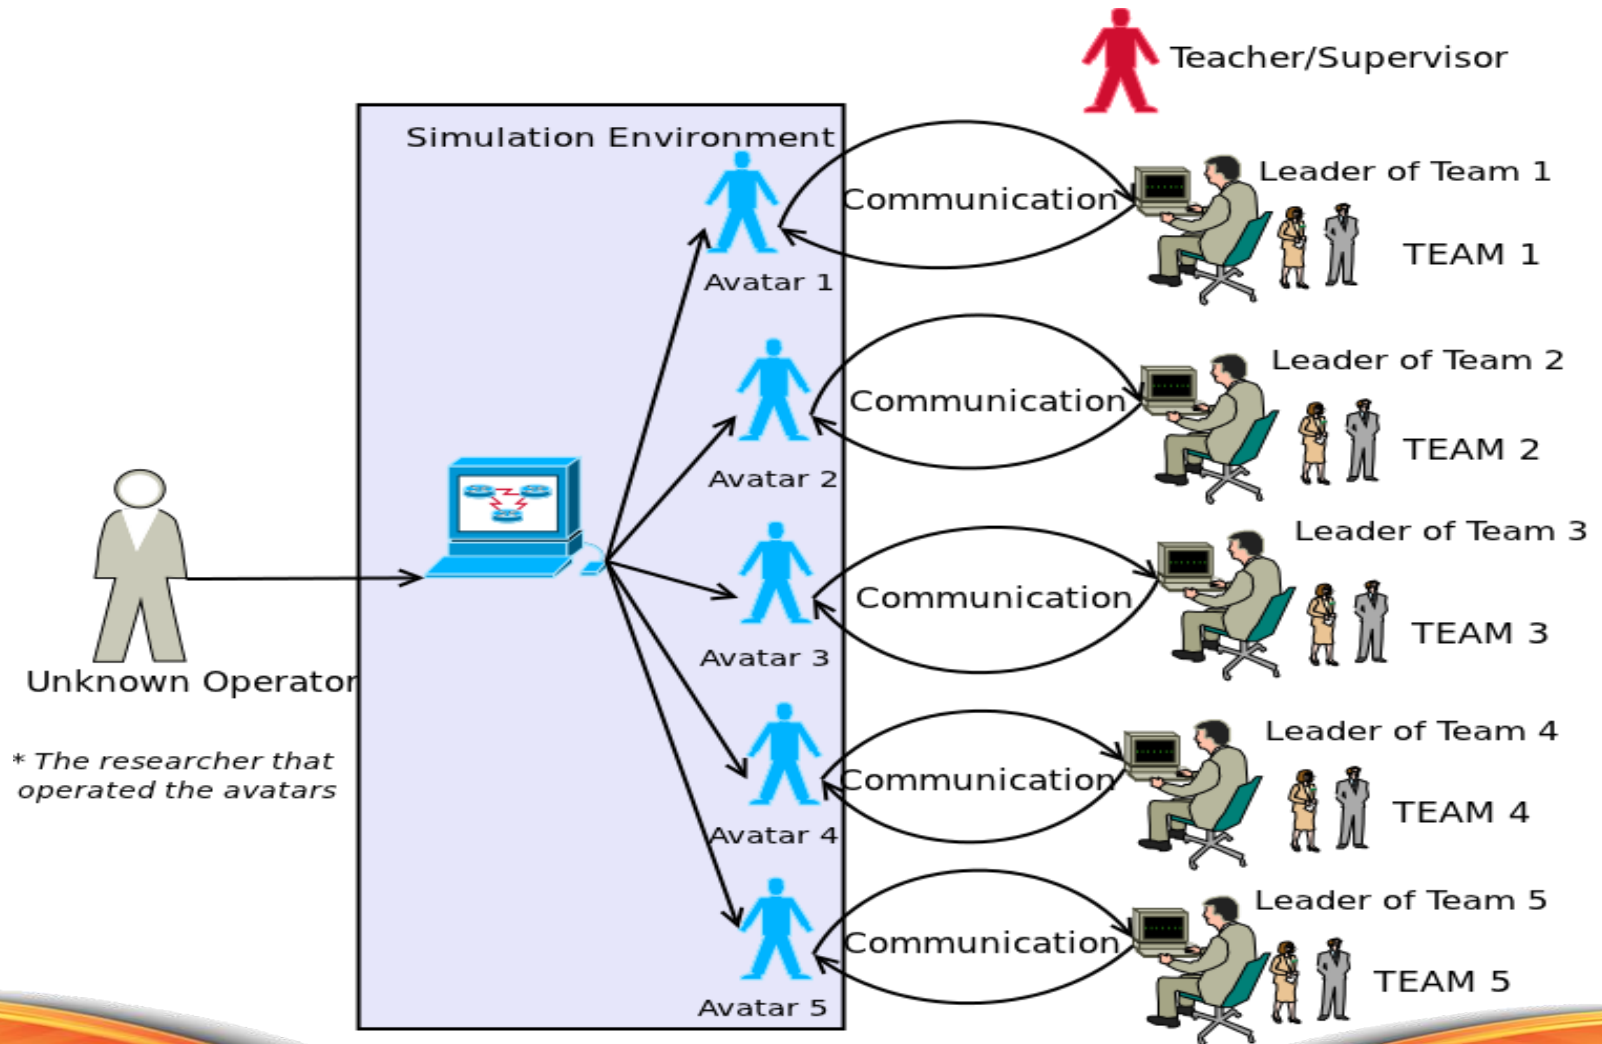 Teacher/Supervisor
Simulation Environment
Communication
Leader of Team 1
TEAM 1
Avatar 1
Communication
Leader of Team 2
TEAM 2
Avatar 2
Communication
Leader of Team 3
TEAM 3
Avatar 3
Unknown Operator
* The researcher that
operated the avatars
Communication
Leader of Team 4
TEAM 4
Avatar 4
Communication
Leader of Team 5
TEAM 5
Avatar 5